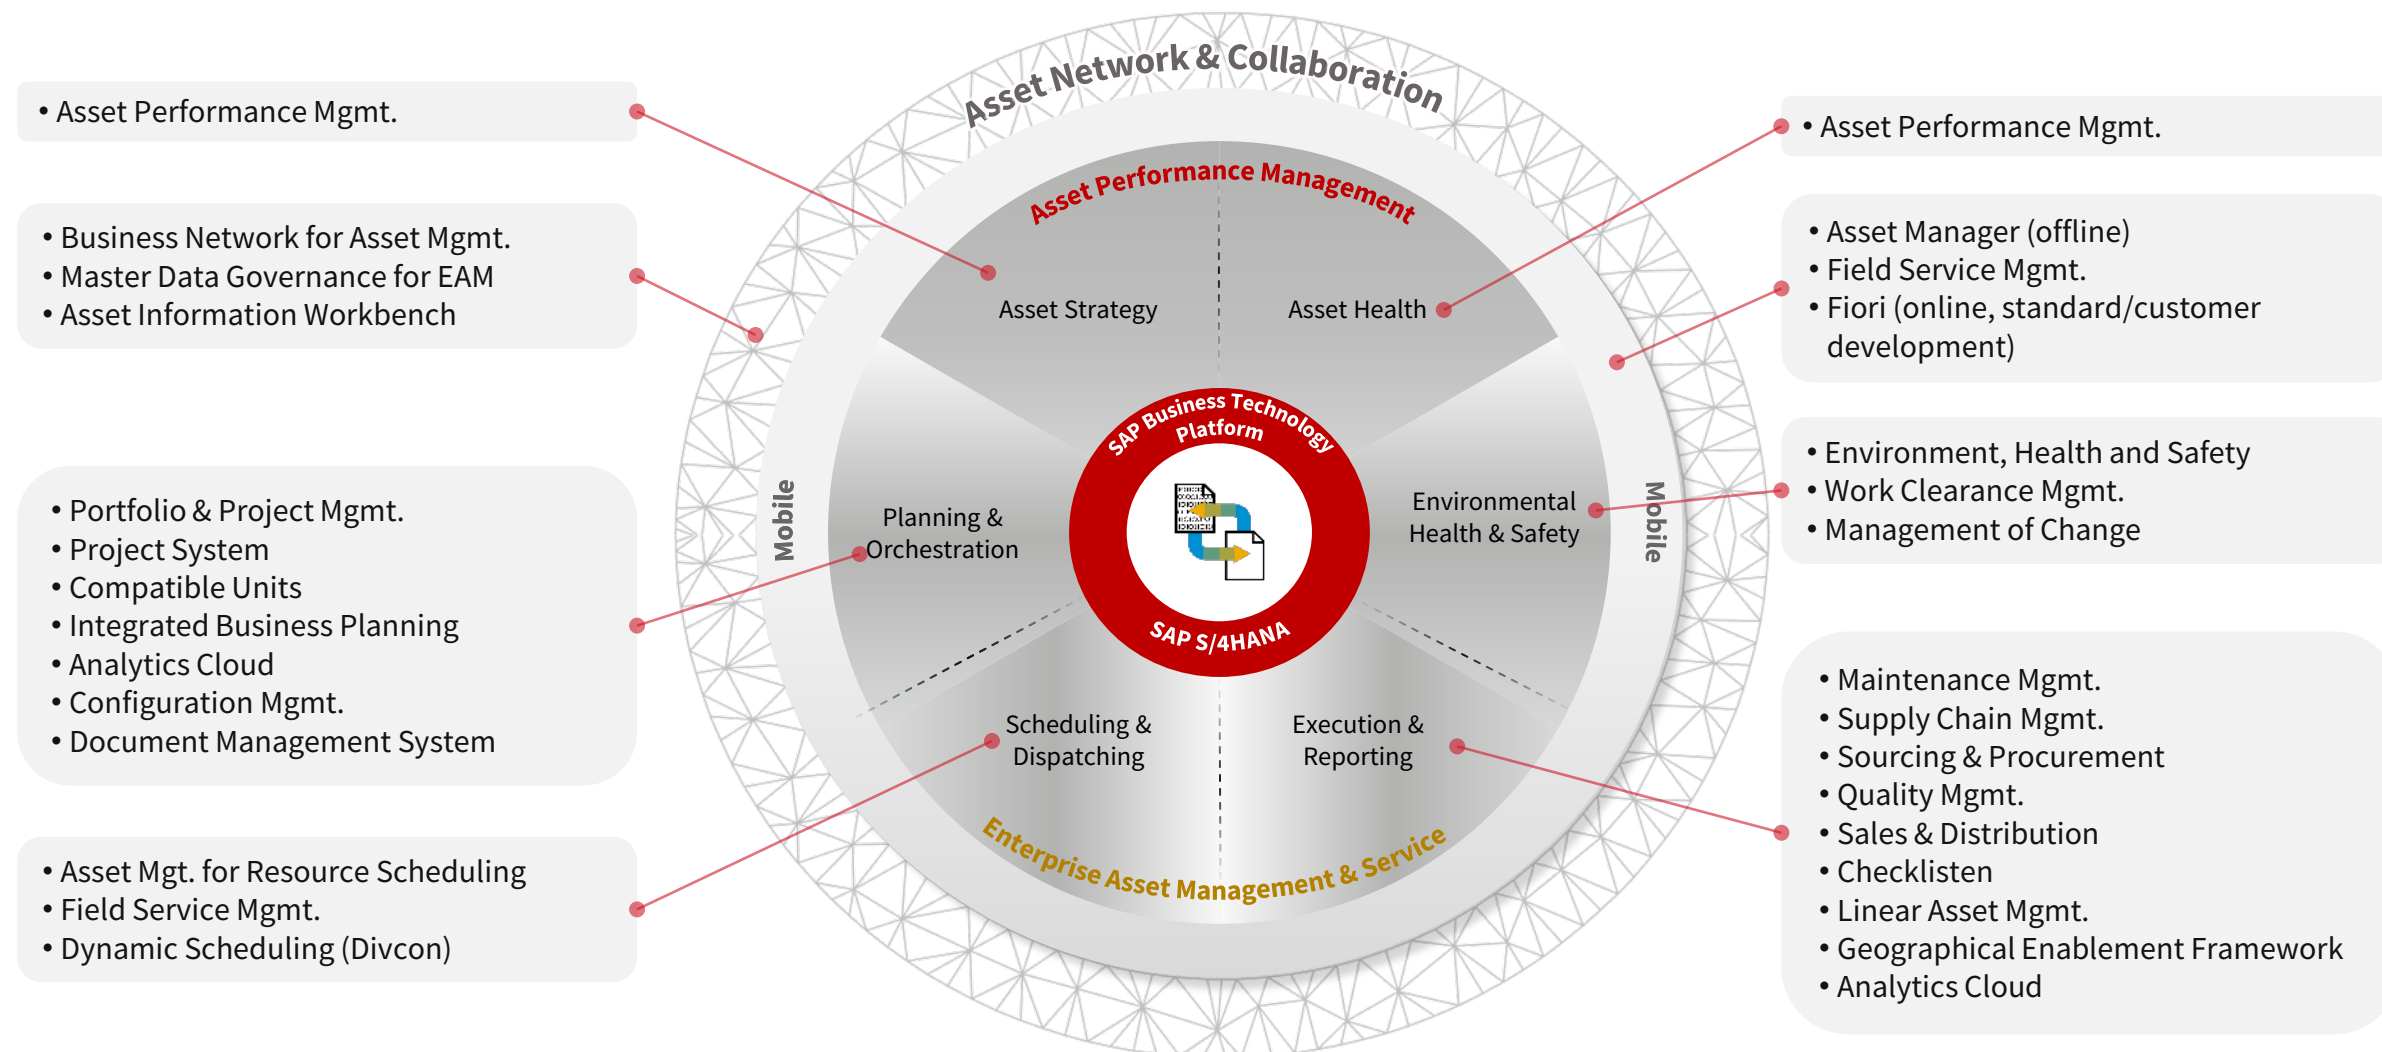 Asset Network & Collaboration
• Asset Performance Mgmt.
• Business Network for Asset Mgmt.
• Master Data Governance for EAM
• Asset Information Workbench
• Portfolio & Project Mgmt.
• Project System
• Compatible Units
• Integrated Business Planning
• Analytics Cloud
• Configuration Mgmt.
• Document Management System
• Asset Mgt. for Resource Scheduling
• Field Service Mgmt.
• Dynamic Scheduling (Divcon)
Asset Performance Management
Asset Strategy
Asset Health
Mobile
Planning &
Orchestration
SAP Business Technology
Platform
SAP S/4HANA
Environmental
Health & Safety
Mobile
Scheduling &
Dispatching
Execution &
Reporting
Enterprise Asset Management & Service
• Asset Performance Mgmt.
• Asset Manager (offline)
• Field Service Mgmt.
• Fiori (online, standard/customer
development)
• Environment, Health and Safety
• Work Clearance Mgmt.
• Management of Change
• Maintenance Mgmt.
• Supply Chain Mgmt.
• Sourcing & Procurement
• Quality Mgmt.
• Sales & Distribution
• Checklisten
• Linear Asset Mgmt.
• Geographical Enablement Framework
• Analytics Cloud